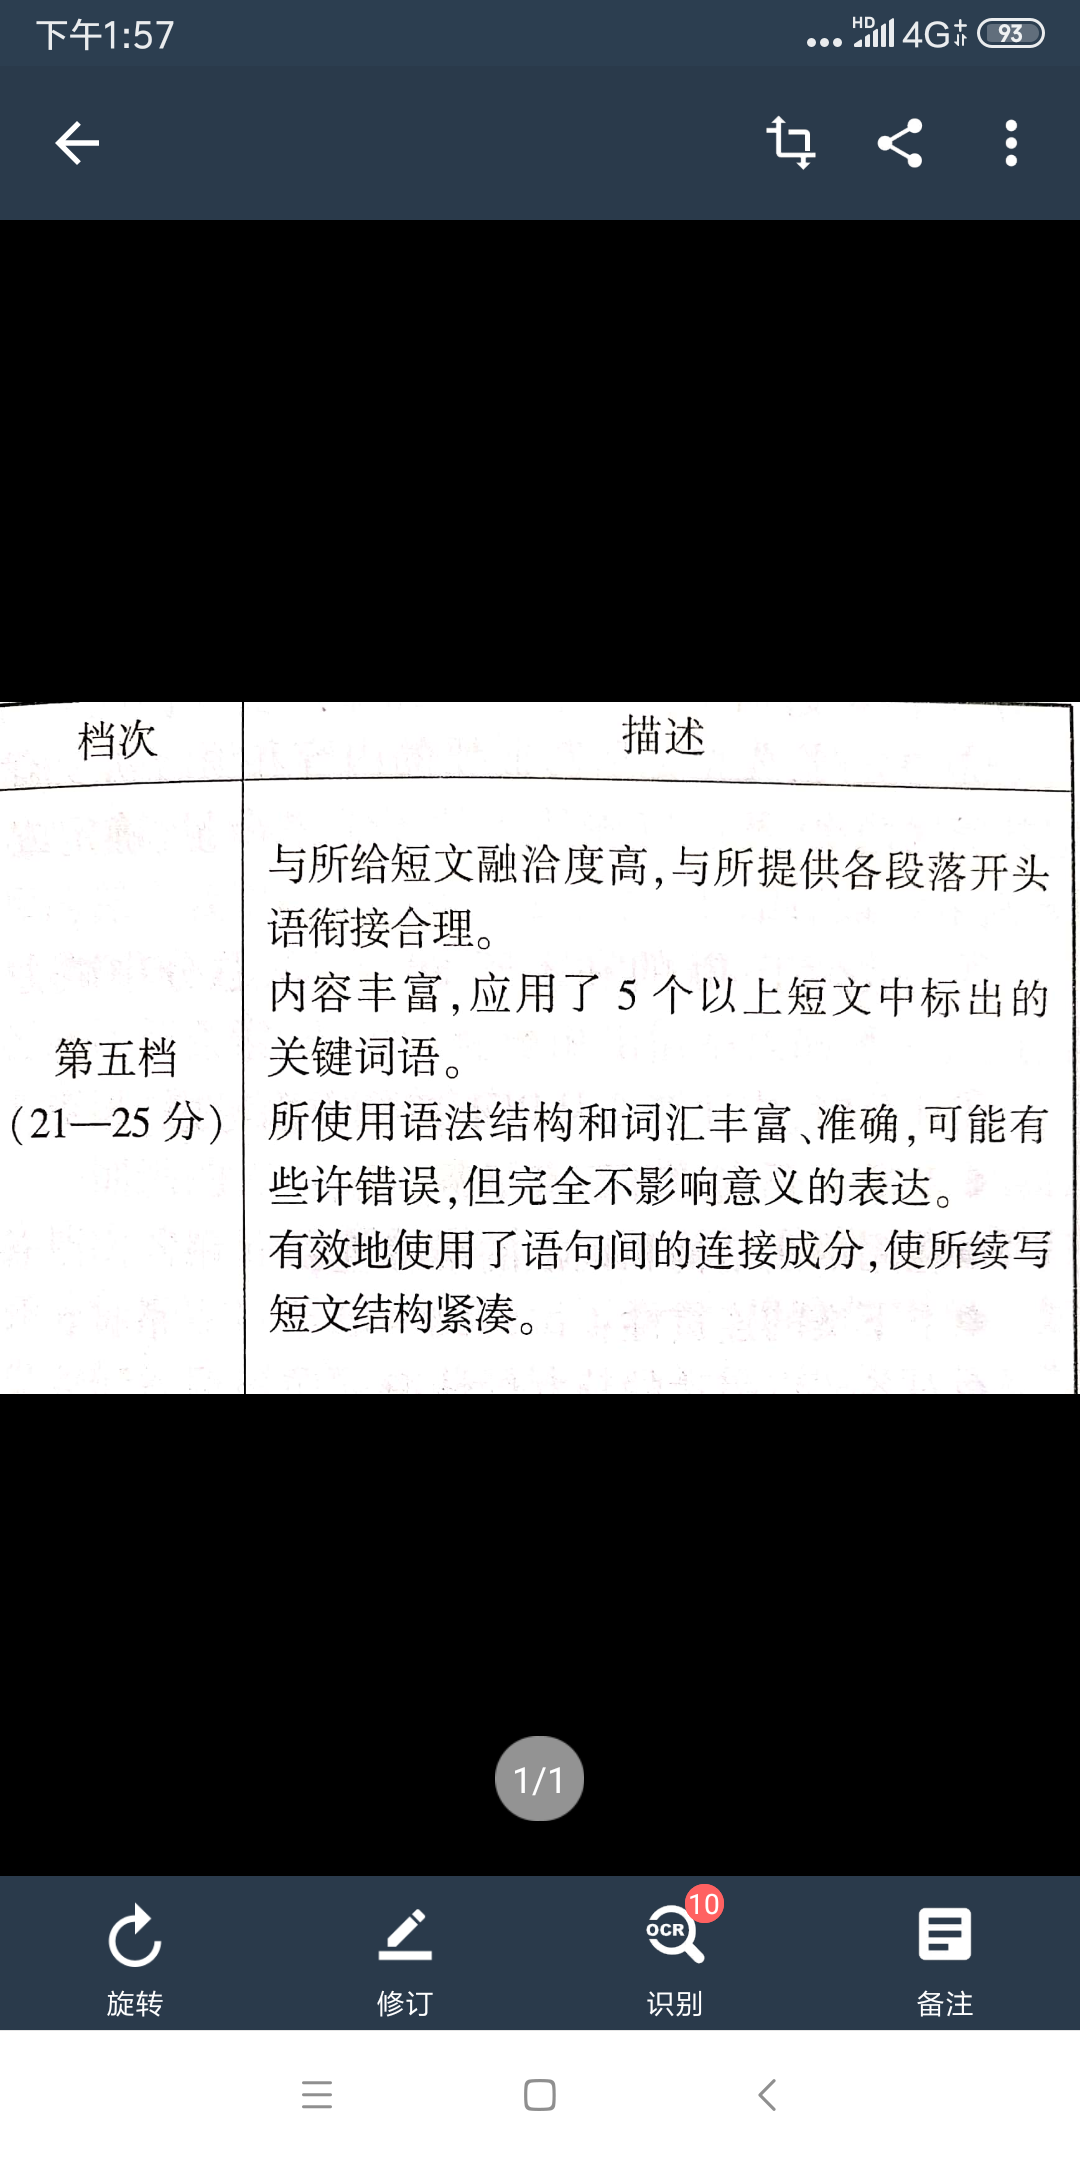 下午1:57
HD 4G+ 93
档次
描述
与所给短文融洽度高,与所提供各段落开头
语衔接合理。
内容丰富,应用了 5 个以上短文中标出的
关键词语。
第五档
(21—25 分)
所使用语法结构和词汇丰富、准确,可能有
些许错误,但完全不影响意义的表达。
有效地使用了语句间的连接成分,使所续写
短文结构紧凑。
1/1
OCR 10
旋转 修订 识别 备注